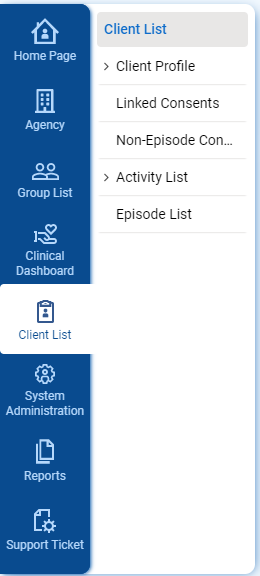 Home Page
Agency
Group List
Clinical
Dashboard
Client List
System
Administration
Reports
Support Ticket
Client List
Client Profile
Linked Consents
Non-Episode Con...
Activity List
Episode List